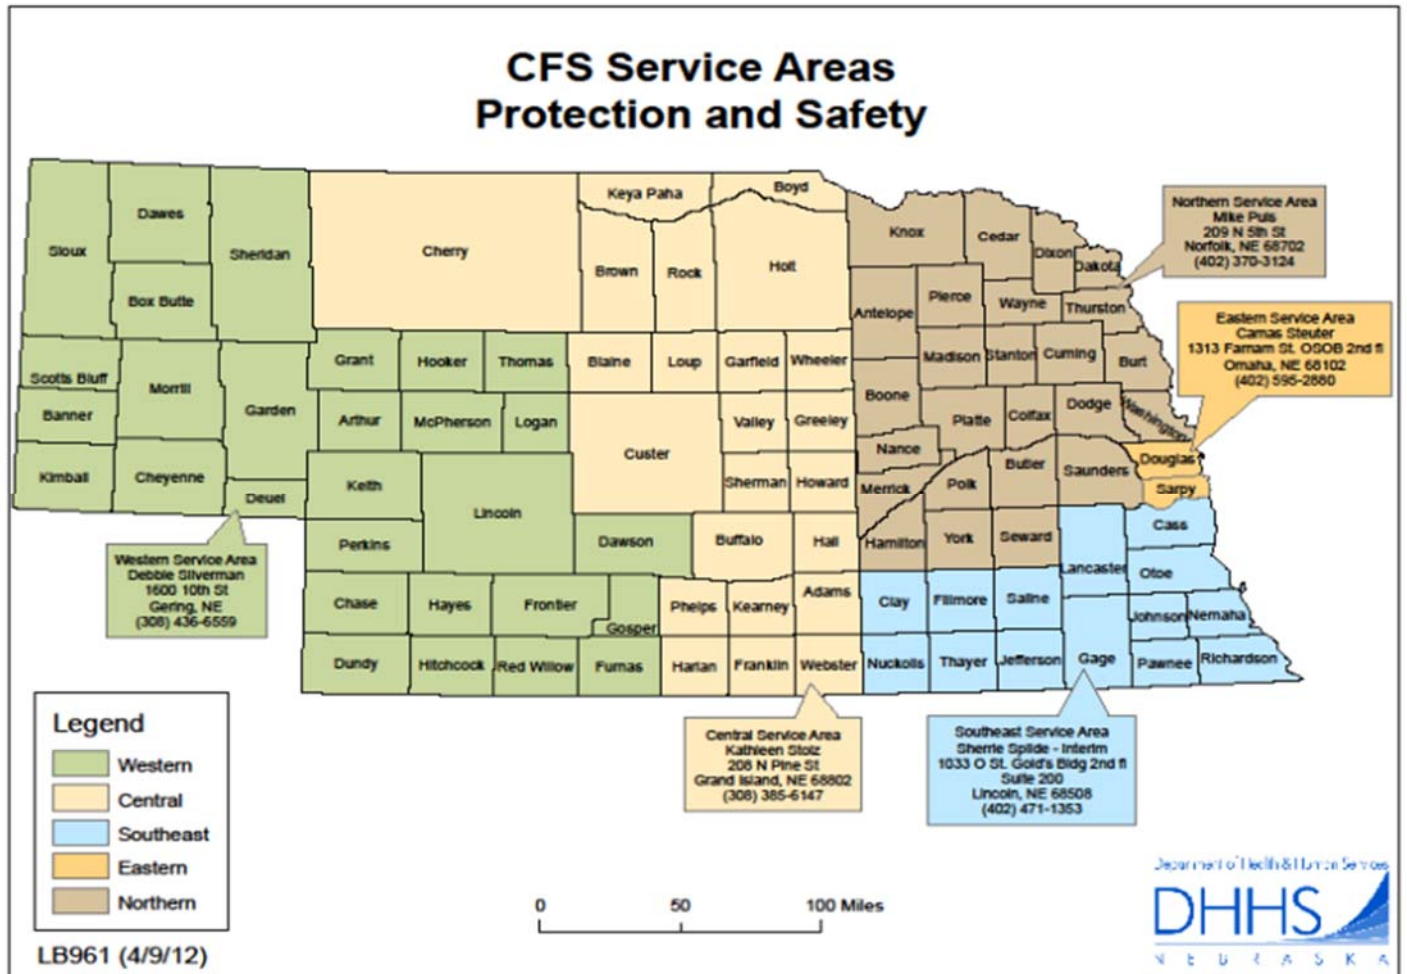 CFS Service Areas
Protection and Safety
Keya Paha
Boyd
Dawes
Sioux
Sheridan
Cherry
Brown
Rock
Holt
Knox
Cedar
Dixon
Dakota
Northern Service Area
Mike Puls
209 N 5th St
Norfolk, NE 68702
(402) 370-3124
Box Butte
Antelope
Pierce
Wayne
Thurston
Eastern Service Area
Camas Steuter
1313 Farnam St. OSOB 2nd fl
Omaha, NE 68102
(402) 595-2880
Scotts Bluff
Morrill
Garden
Grant
Hooker
Thomas
Blaine
Loup
Garfield
Wheeler
Madison
Stanton
Cuming
Burt
Banner
Arthur
McPherson
Logan
Custer
Valley
Greeley
Boone
Platte
Colfax
Dodge
Washington
Kimball
Cheyenne
Deuel
Keith
Lincoln
Sherman
Howard
Nance
Merrick
Polk
Butler
Saunders
Douglas
Sarpy
Perkins
Dawson
Buffalo
Hall
Hamilton
York
Seward
Lancaster
Cass
Otoe
Western Service Area
Debbie Silverman
1600 10th St
Gering, NE
(308) 436-6559
Chase
Hayes
Frontier
Gosper
Phelps
Kearney
Adams
Clay
Fillmore
Saline
Johnson
Nemaha
Dundy
Hitchcock
Red Willow
Furnas
Harlan
Franklin
Webster
Nuckolls
Thayer
Jefferson
Gage
Pawnee
Richardson
Central Service Area
Kathleen Stolz
208 N Pine St
Grand Island, NE 68802
(308) 385-6147
Southeast Service Area
Sherrie Spilde - Interim
1033 O St. Gold's Bldg 2nd fl
Suite 200
Lincoln, NE 68508
(402) 471-1353
Legend
Western
Central
Southeast
Eastern
Northern
LB961 (4/9/12)
0 50 100 Miles
Department of Health & Human Services
DHHS
NEBRASKA